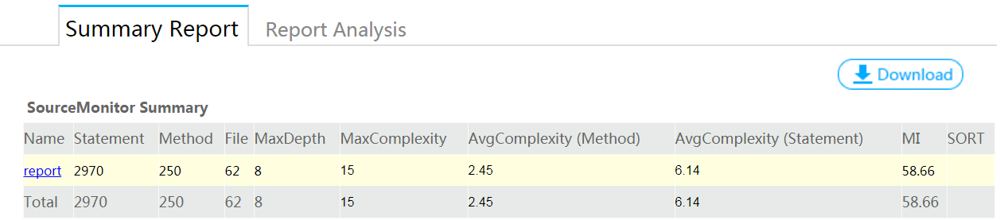 Summary Report Report Analysis
Download
SourceMonitor Summary
Name Statement Method File MaxDepth MaxComplexity AvgComplexity (Method) AvgComplexity (Statement) MI SORT
report 2970 250 62 8 15 2.45 6.14 58.66
Total 2970 250 62 8 15 2.45 6.14 58.66